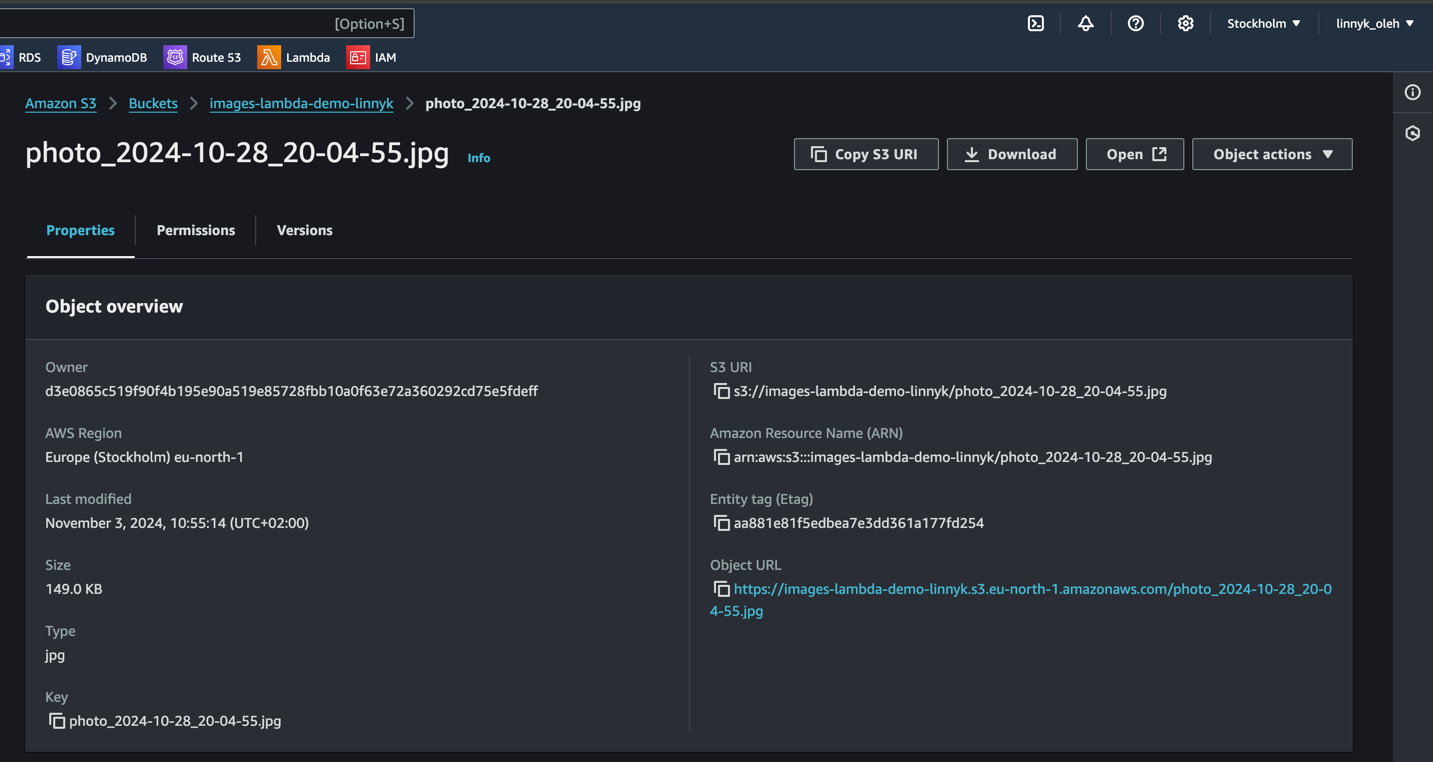 [Option+S]
Stockholm
linnyk_oleh
RDS
DynamoDB
Route 53
Lambda
IAM
Amazon S3
Buckets
images-lambda-demo-linnyk
photo_2024-10-28_20-04-55.jpg
photo_2024-10-28_20-04-55.jpg
Info
Copy S3 URI
Download
Open
Object actions
Properties
Permissions
Versions
Object overview
Owner
d3e0865c519f90f4b195e90a519e85728fbb10a0f63e72a360292cd75e5fdeff
AWS Region
Europe (Stockholm) eu-north-1
Last modified
November 3, 2024, 10:55:14 (UTC+02:00)
Size
149.0 KB
Type
jpg
Key
photo_2024-10-28_20-04-55.jpg
S3 URI
s3://images-lambda-demo-linnyk/photo_2024-10-28_20-04-55.jpg
Amazon Resource Name (ARN)
arn:aws:s3:::images-lambda-demo-linnyk/photo_2024-10-28_20-04-55.jpg
Entity tag (Etag)
aa881e81f5edbea7e3dd361a177fd254
Object URL
https://images-lambda-demo-linnyk.s3.eu-north-1.amazonaws.com/photo_2024-10-28_20-0
4-55.jpg